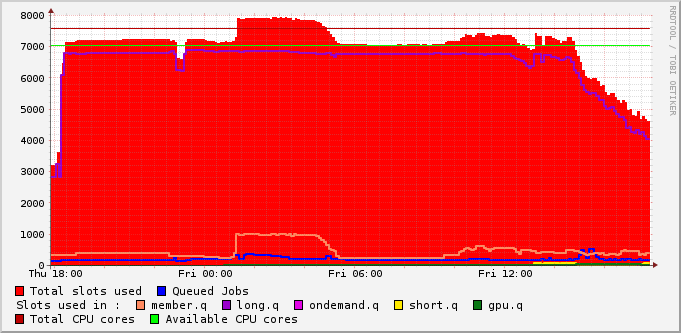 8000
7000
6000
5000
4000
3000
2000
1000
0
Thu 18:00 Fri 00:00 Fri 06:00 Fri 12:00
Total slots used Queued Jobs
Slots used in : member.q long.q ondemand.q short.q gpu.q
Total CPU cores Available CPU cores
RRDTOOL / TOBI OETIKER